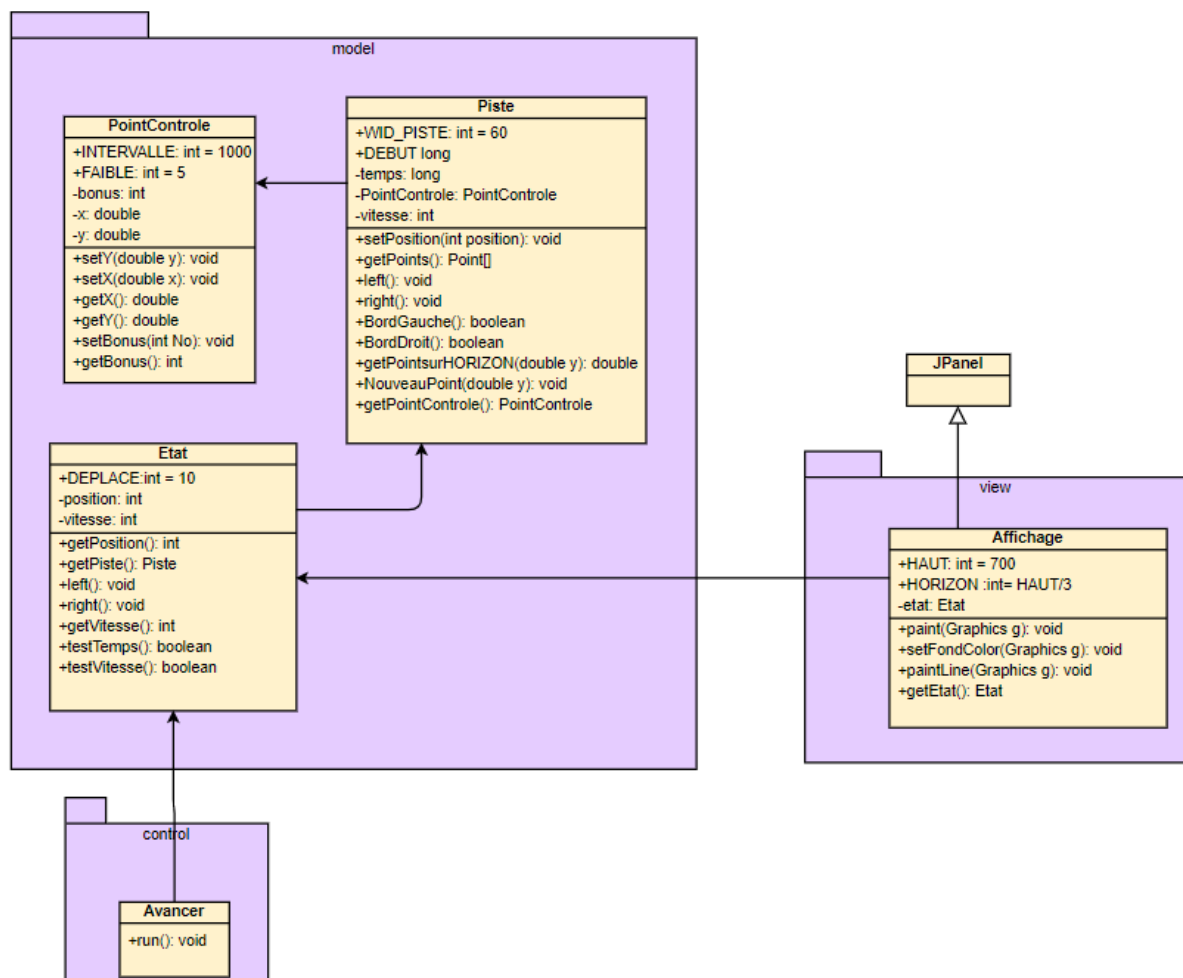 model
PointControle
+INTERVALLE: int = 1000
+FAIBLE: int = 5
-bonus: int
-x: double
-y: double
+setY(double y): void
+setX(double x): void
+getX(): double
+getY(): double
+setBonus(int No): void
+getBonus(): int
Piste
+WID_PISTE: int = 60
+DEBUT long
-temps: long
-PointControle: PointControle
-vitesse: int
+setPosition(int position): void
+getPoints(): Point[]
+left(): void
+right(): void
+BordGauche(): boolean
+BordDroit(): boolean
+getPointsurHORIZON(double y): double
+NouveauPoint(double y): void
+getPointControle(): PointControle
Etat
+DEPLACE:int = 10
-position: int
-vitesse: int
+getPosition(): int
+getPiste(): Piste
+left(): void
+right(): void
+getVitesse(): int
+testTemps(): boolean
+testVitesse(): boolean
JPanel
view
Affichage
+HAUT: int = 700
+HORIZON :int= HAUT/3
-etat: Etat
+paint(Graphics g): void
+setFondColor(Graphics g): void
+paintLine(Graphics g): void
+getEtat(): Etat
control
Avancer
+run(): void